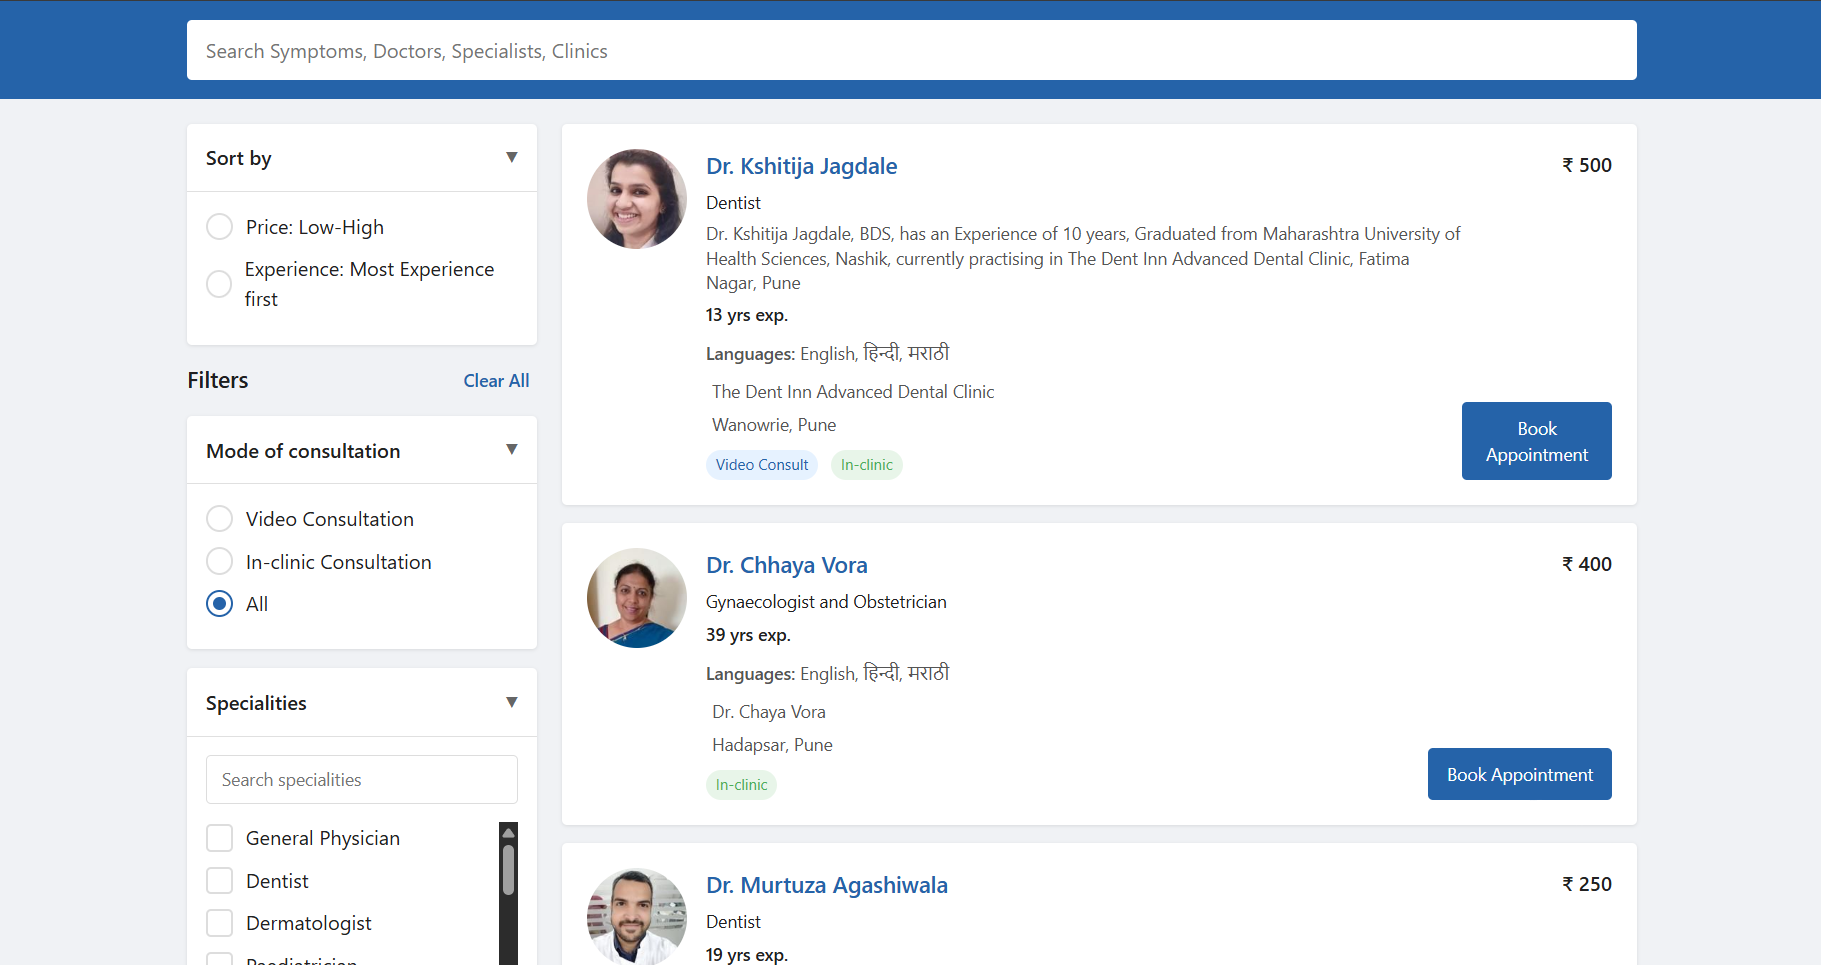 Search Symptoms, Doctors, Specialists, Clinics
Sort by
Price: Low-High
Experience: Most Experience
first
Filters
Clear All
Mode of consultation
Video Consultation
In-clinic Consultation
All
Specialities
Search specialities
General Physician
Dentist
Dermatologist
Dr. Kshitija Jagdale
₹ 500
Dentist
Dr. Kshitija Jagdale, BDS, has an Experience of 10 years, Graduated from Maharashtra University of
Health Sciences, Nashik, currently practising in The Dent Inn Advanced Dental Clinic, Fatima
Nagar, Pune
13 yrs exp.
Languages: English, हिन्दी, मराठी
The Dent Inn Advanced Dental Clinic
Wanowrie, Pune
Video Consult
In-clinic
Book
Appointment
Dr. Chhaya Vora
₹ 400
Gynaecologist and Obstetrician
39 yrs exp.
Languages: English, हिन्दी, मराठी
Dr. Chaya Vora
Hadapsar, Pune
In-clinic
Book Appointment
Dr. Murtuza Agashiwala
₹ 250
Dentist
19 yrs exp.